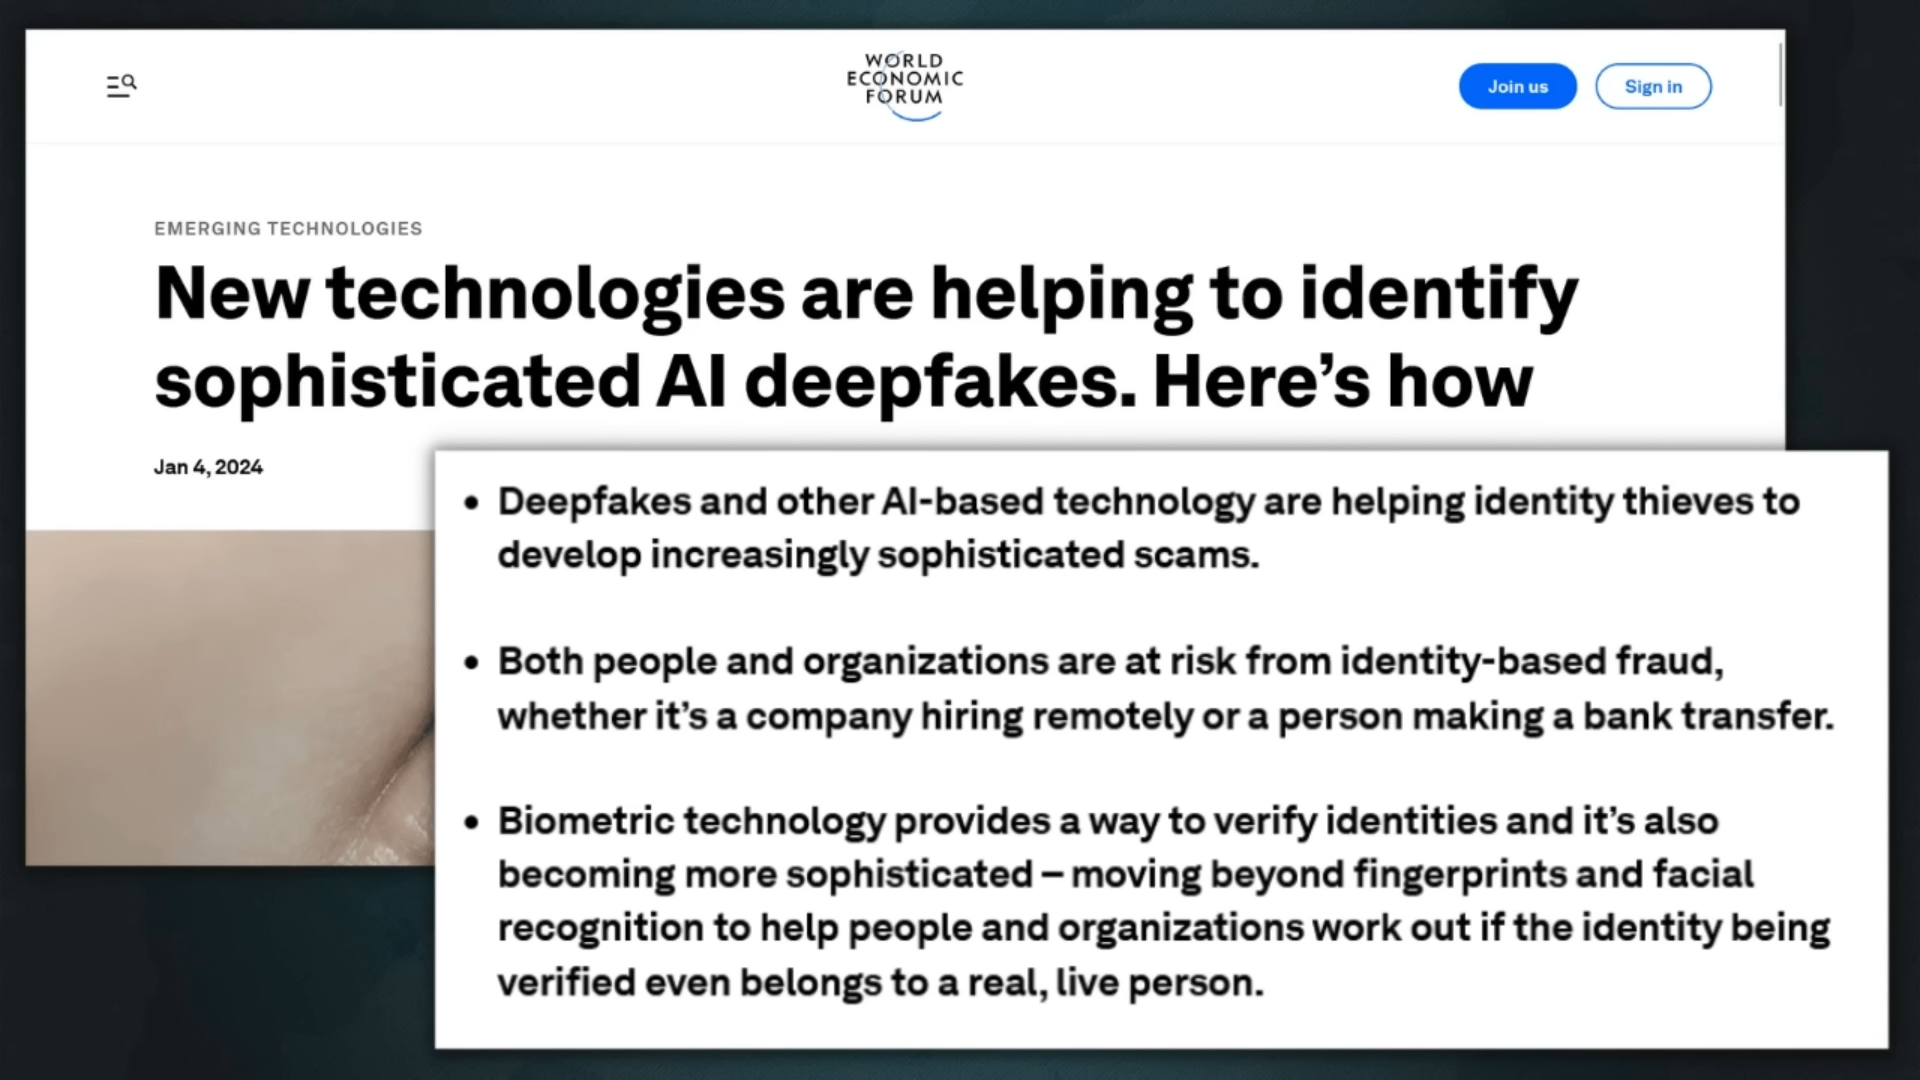 WORLD
ECONOMIC
FORUM
Join us
Sign in
EMERGING TECHNOLOGIES
New technologies are helping to identify
sophisticated AI deepfakes. Here’s how
Jan 4, 2024
• Deepfakes and other AI-based technology are helping identity thieves to
develop increasingly sophisticated scams.
• Both people and organizations are at risk from identity-based fraud,
whether it’s a company hiring remotely or a person making a bank transfer.
• Biometric technology provides a way to verify identities and it’s also
becoming more sophisticated – moving beyond fingerprints and facial
recognition to help people and organizations work out if the identity being
verified even belongs to a real, live person.